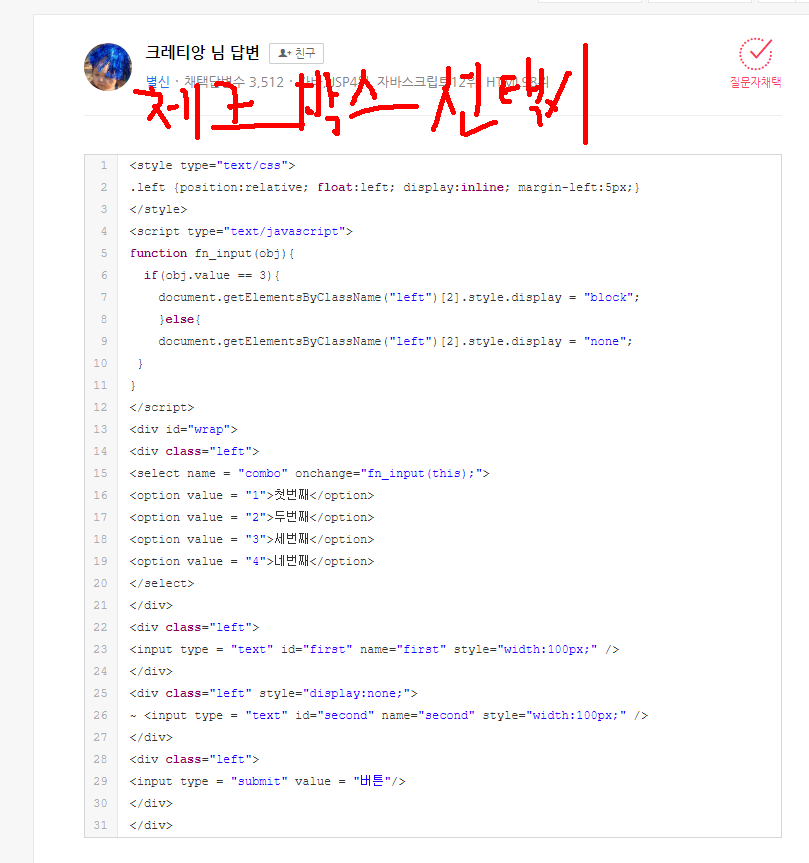 크레티앙 님 답변 친구
별신 · 채택답변수 3,512 · 자바스크립트12위, HTML
질문자채택
체크 박스 선택시
1 <style type="text/css">
2 .left {position:relative; float:left; display:inline; margin-left:5px;}
3 </style>
4 <script type="text/javascript">
5 function fn_input(obj){
6 if(obj.value == 3){
7 document.getElementsByClassName("left")[2].style.display = "block";
8 }else{
9 document.getElementsByClassName("left")[2].style.display = "none";
10 }
11 }
12 </script>
13 <div id="wrap">
14 <div class="left">
15 <select name = "combo" onchange="fn_input(this);">
16 <option value = "1">첫번째</option>
17 <option value = "2">두번째</option>
18 <option value = "3">세번째</option>
19 <option value = "4">네번째</option>
20 </select>
21 </div>
22 <div class="left">
23 <input type = "text" id="first" name="first" style="width:100px;" />
24 </div>
25 <div class="left" style="display:none;">
26 ~ <input type = "text" id="second" name="second" style="width:100px;" />
27 </div>
28 <div class="left">
29 <input type = "submit" value = "버튼"/>
30 </div>
31 </div>